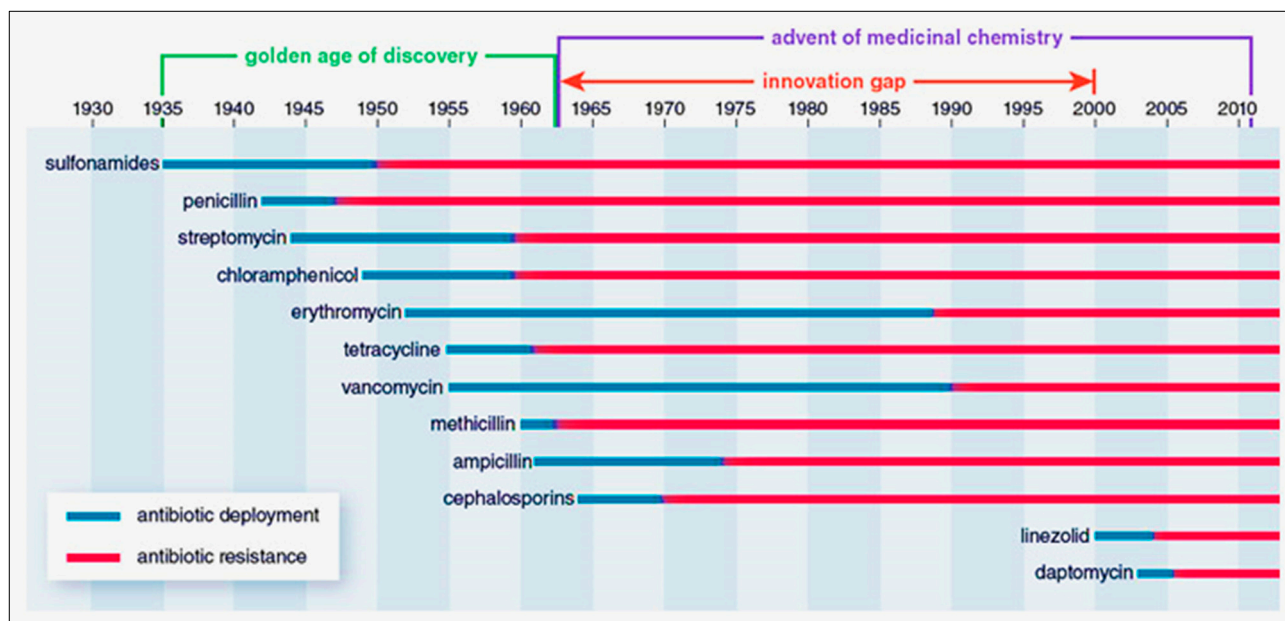 golden age of discovery
advent of medicinal chemistry
innovation gap
1930 1935 1940 1945 1950 1955 1960 1965 1970 1975 1980 1985 1990 1995 2000 2005 2010
sulfonamides
penicillin
streptomycin
chloramphenicol
erythromycin
tetracycline
vancomycin
methicillin
ampicillin
cephalosporins
linezolid
daptomycin
antibiotic deployment
antibiotic resistance